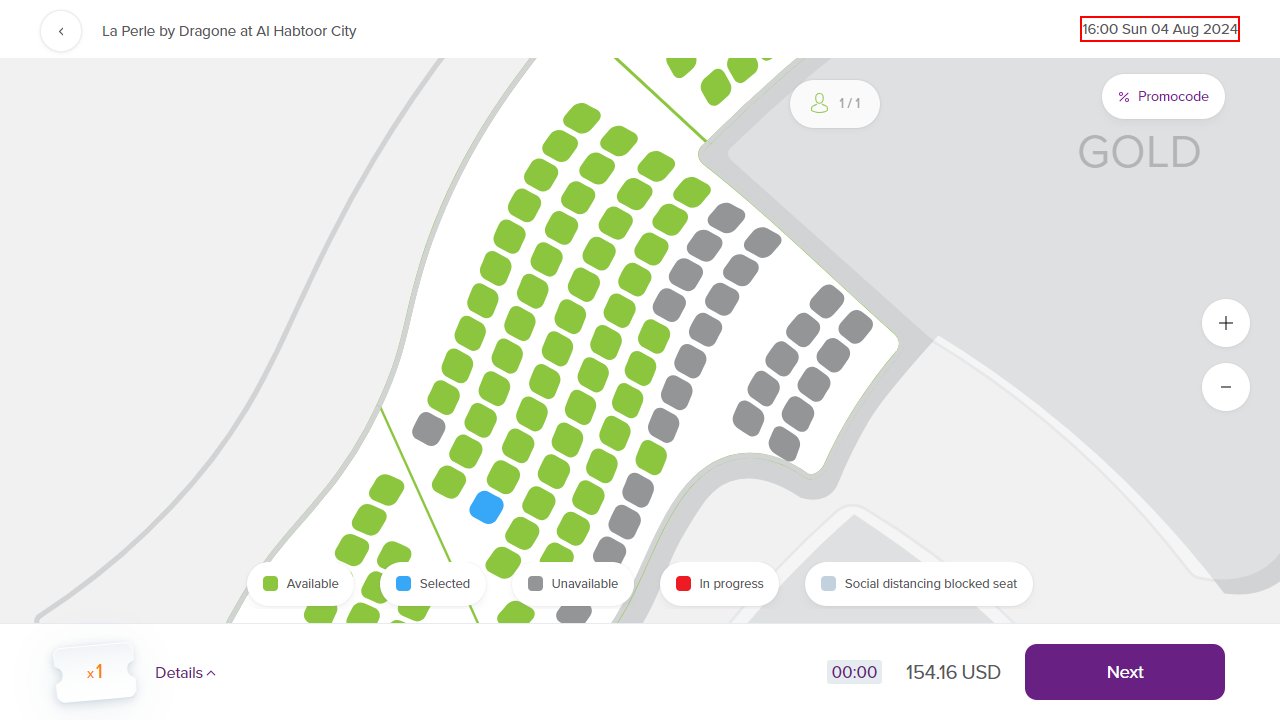 La Perle by Dragone at Al Habtoor City
16:00 Sun 04 Aug 2024
1 / 1
% Promocode
GOLD
+
−
Available
Selected
Unavailable
In progress
Social distancing blocked seat
x1
Details
00:00
154.16 USD
Next